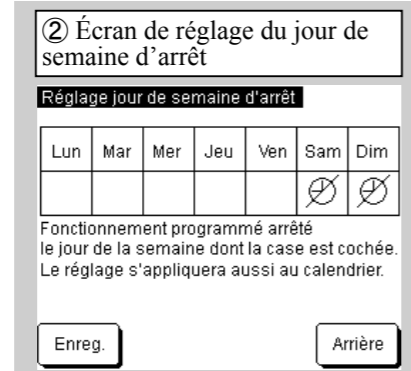 ② Écran de réglage du jour de
semaine d’arrêt
Réglage jour de semaine d'arrêt
Lun Mar Mer Jeu Ven Sam Dim
Fonctionnement programmé arrêté
le jour de la semaine dont la case est cochée.
Le réglage s'appliquera aussi au calendrier.
Enreg. Arrière